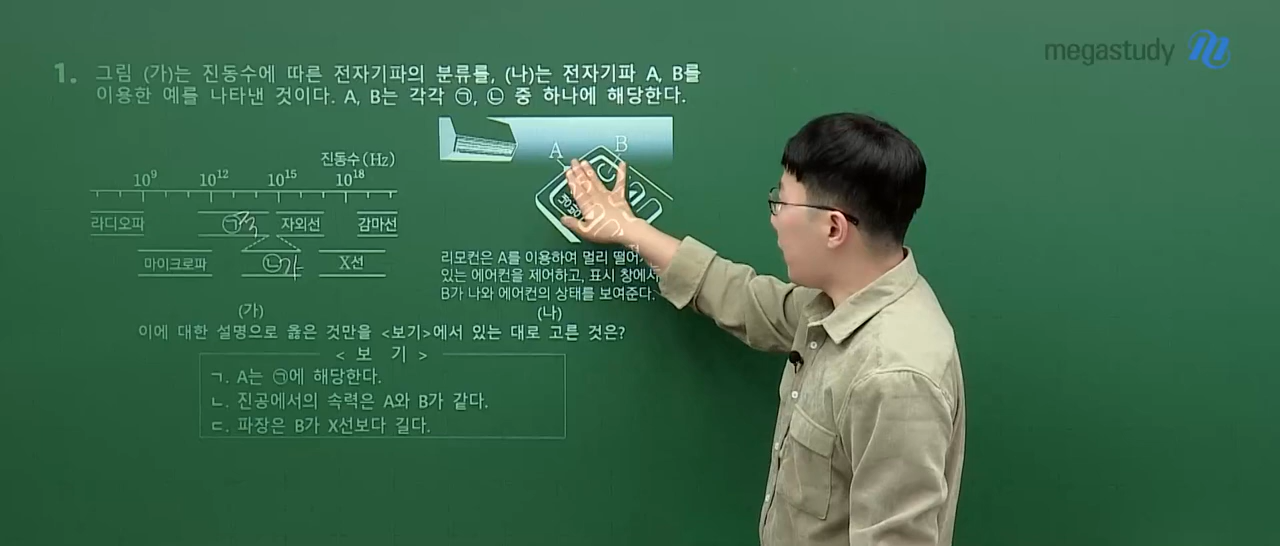 megastudy
1. 그림 (가)는 진동수에 따른 전자기파의 분류를, (나)는 전자기파 A, B를
이용한 예를 나타낸 것이다. A, B는 각각 ㉠, ㉡ 중 하나에 해당한다.
진동수(Hz)
10⁹ 10¹² 10¹⁵ 10¹⁸
라디오파 ㉠ 자외선 감마선
마이크로파 ㉡ 가 X선
(가)
A B
리모컨은 A를 이용하여 멀리
있는 에어컨을 제어하고, 표시 창에서
B가 나와 에어컨의 상태를 보여준다.
(나)
이에 대한 설명으로 옳은 것만을 <보기>에서 있는 대로 고른 것은?
< 보 기 >
ㄱ. A는 ㉠에 해당한다.
ㄴ. 진공에서의 속력은 A와 B가 같다.
ㄷ. 파장은 B가 X선보다 길다.